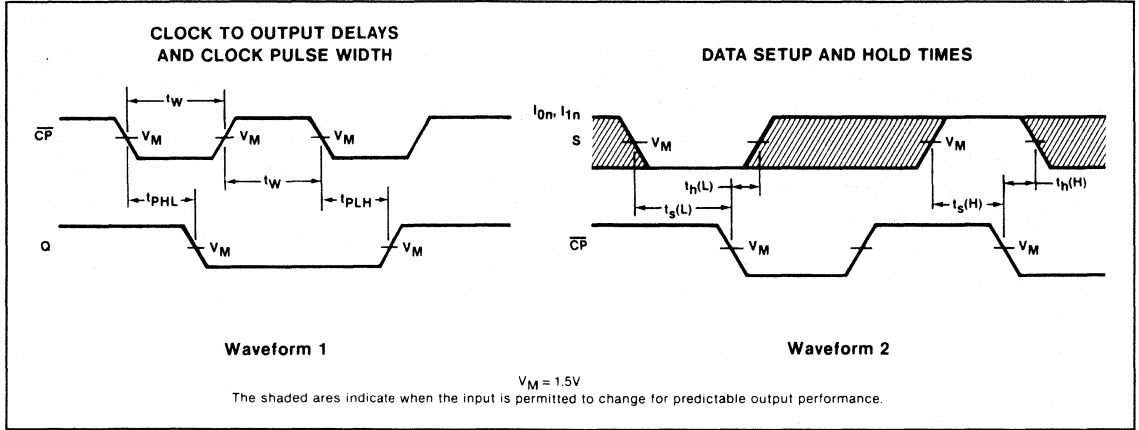 CLOCK TO OUTPUT DELAYS
AND CLOCK PULSE WIDTH
tW
CP
VM
VM
VM
tW
tPHL
tPLH
Q
VM
VM
Waveform 1
DATA SETUP AND HOLD TIMES
I0n, I1n
S
VM
VM
th(L)
th(H)
ts(L)
ts(H)
CP
VM
VM
Waveform 2
VM = 1.5V
The shaded ares indicate when the input is permitted to change for predictable output performance.